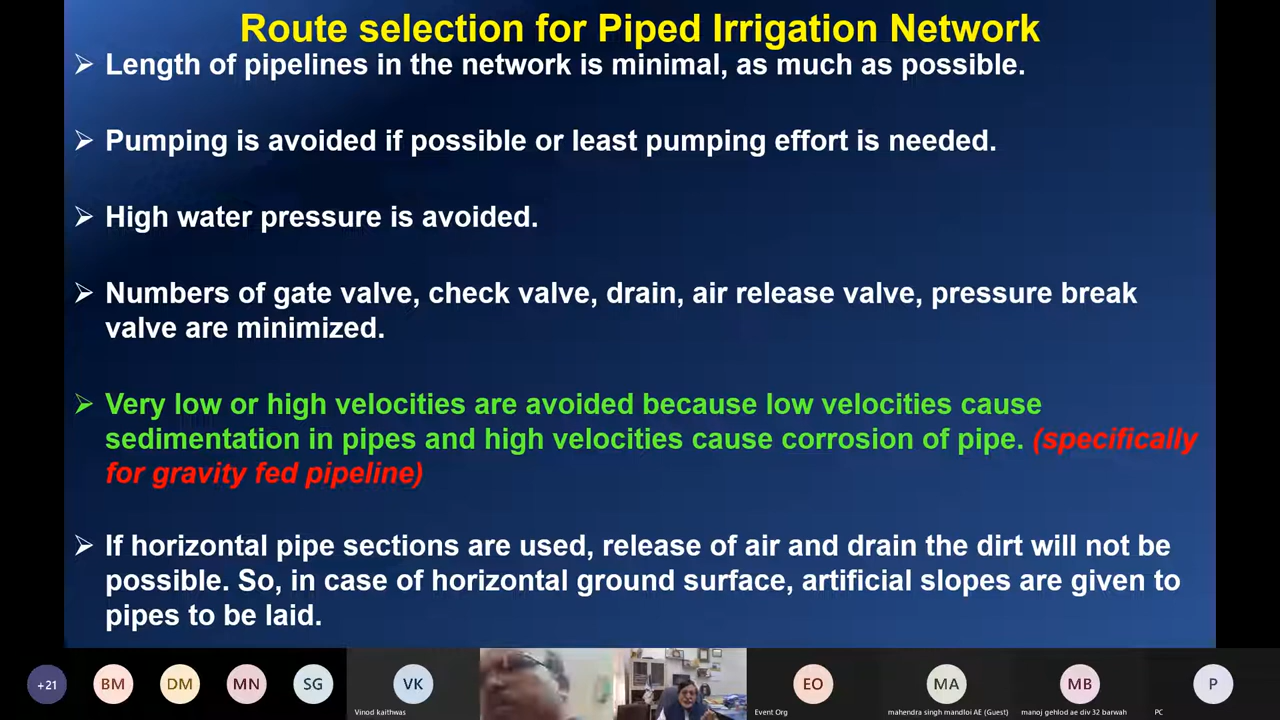 Route selection for Piped Irrigation Network
➢ Length of pipelines in the network is minimal, as much as possible.
➢ Pumping is avoided if possible or least pumping effort is needed.
➢ High water pressure is avoided.
➢ Numbers of gate valve, check valve, drain, air release valve, pressure break
valve are minimized.
➢ Very low or high velocities are avoided because low velocities cause
sedimentation in pipes and high velocities cause corrosion of pipe. (specifically
for gravity fed pipeline)
➢ If horizontal pipe sections are used, release of air and drain the dirt will not be
possible. So, in case of horizontal ground surface, artificial slopes are given to
pipes to be laid.
+21 BM DM MN SG VK EO MA MB P
Vinod kaithwas Event Org mahendra singh mandloi AE (Guest) manoj gehlod ae div 32 barwah PC